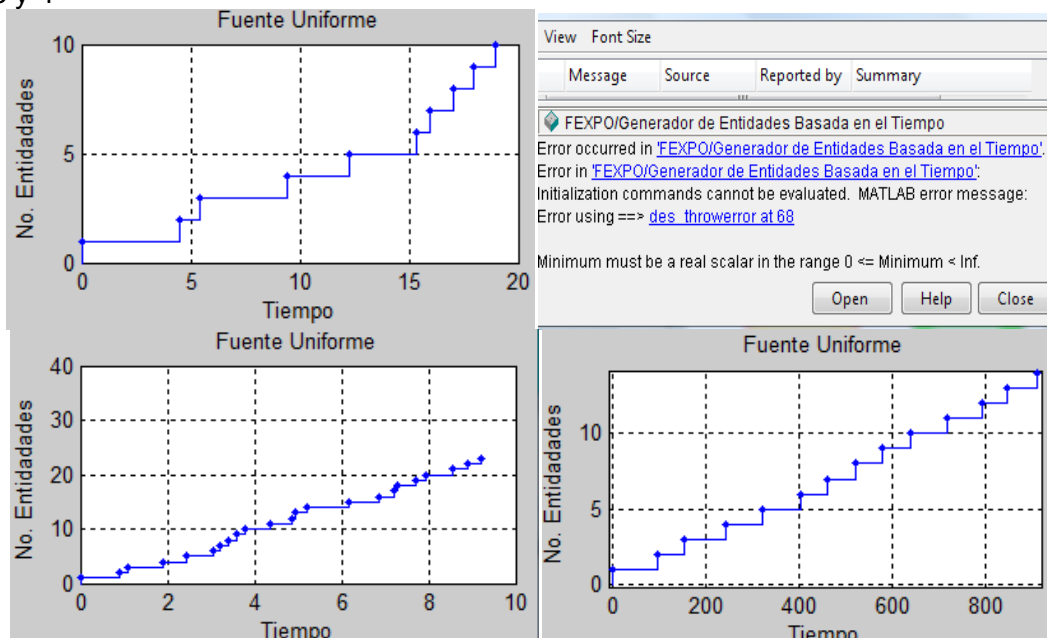 Fuente Uniforme
10
5
0
No. Entidadades
0 5 10 15 20
Tiempo
View Font Size
Message Source Reported by Summary
FEXPO/Generador de Entidades Basada en el Tiempo
Error occurred in 'FEXPO/Generador de Entidades Basada en el Tiempo'.
Error in 'FEXPO/Generador de Entidades Basada en el Tiempo':
Initialization commands cannot be evaluated. MATLAB error message:
Error using ==> des_throwerror at 68
Minimum must be a real scalar in the range 0 <= Minimum < Inf.
Open Help Close
Fuente Uniforme
40
30
20
10
0
No. Entidadades
0 2 4 6 8 10
Tiempo
Fuente Uniforme
10
5
0
No. Entidadades
0 200 400 600 800
Tiempo